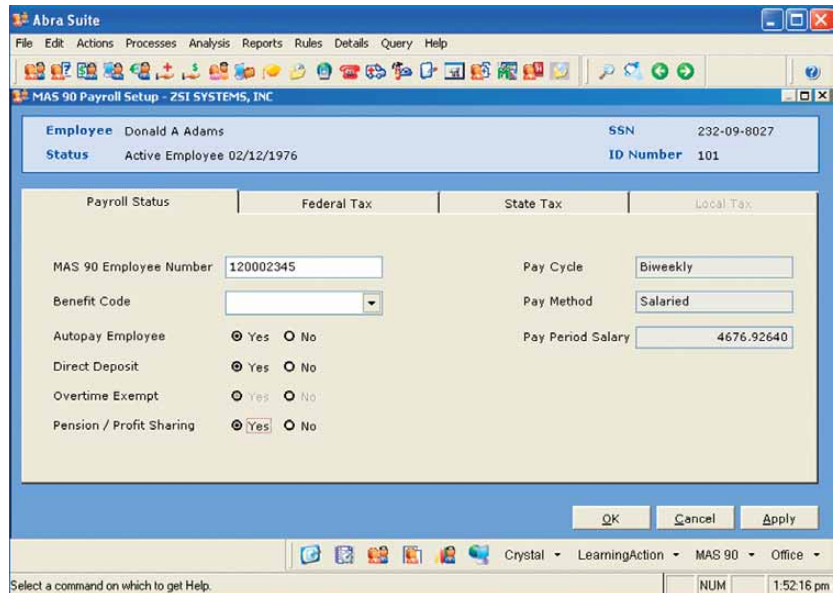 Abra Suite
File Edit Actions Processes Analysis Reports Rules Details Query Help
MAS 90 Payroll Setup - ZSI SYSTEMS, INC
Employee Donald A Adams SSN 232-09-8027
Status Active Employee 02/12/1976 ID Number 101
Payroll Status Federal Tax State Tax Local Tax
MAS 90 Employee Number 120002345 Pay Cycle Biweekly
Benefit Code Pay Method Salaried
Autopay Employee Yes No Pay Period Salary 4676.92640
Direct Deposit Yes No
Overtime Exempt Yes No
Pension / Profit Sharing Yes No
OK Cancel Apply
Crystal LearningAction MAS 90 Office
Select a command on which to get Help. NUM 1:52:16 pm